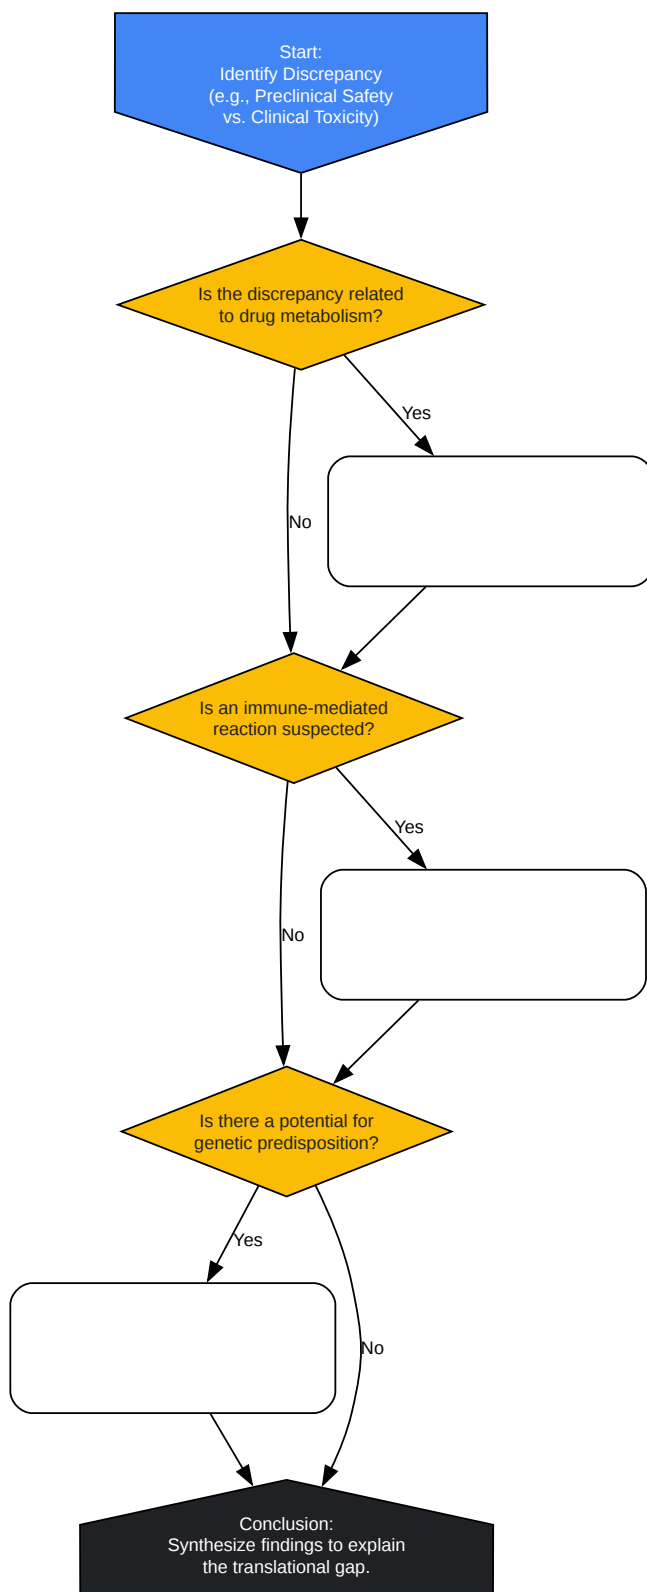 Start:
Identify Discrepancy
(e.g., Preclinical Safety
vs. Clinical Toxicity)
Is the discrepancy related
to drug metabolism?
Yes
No
Is an immune-mediated
reaction suspected?
Yes
No
Is there a potential for
genetic predisposition?
Yes
No
Conclusion:
Synthesize findings to explain
the translational gap.